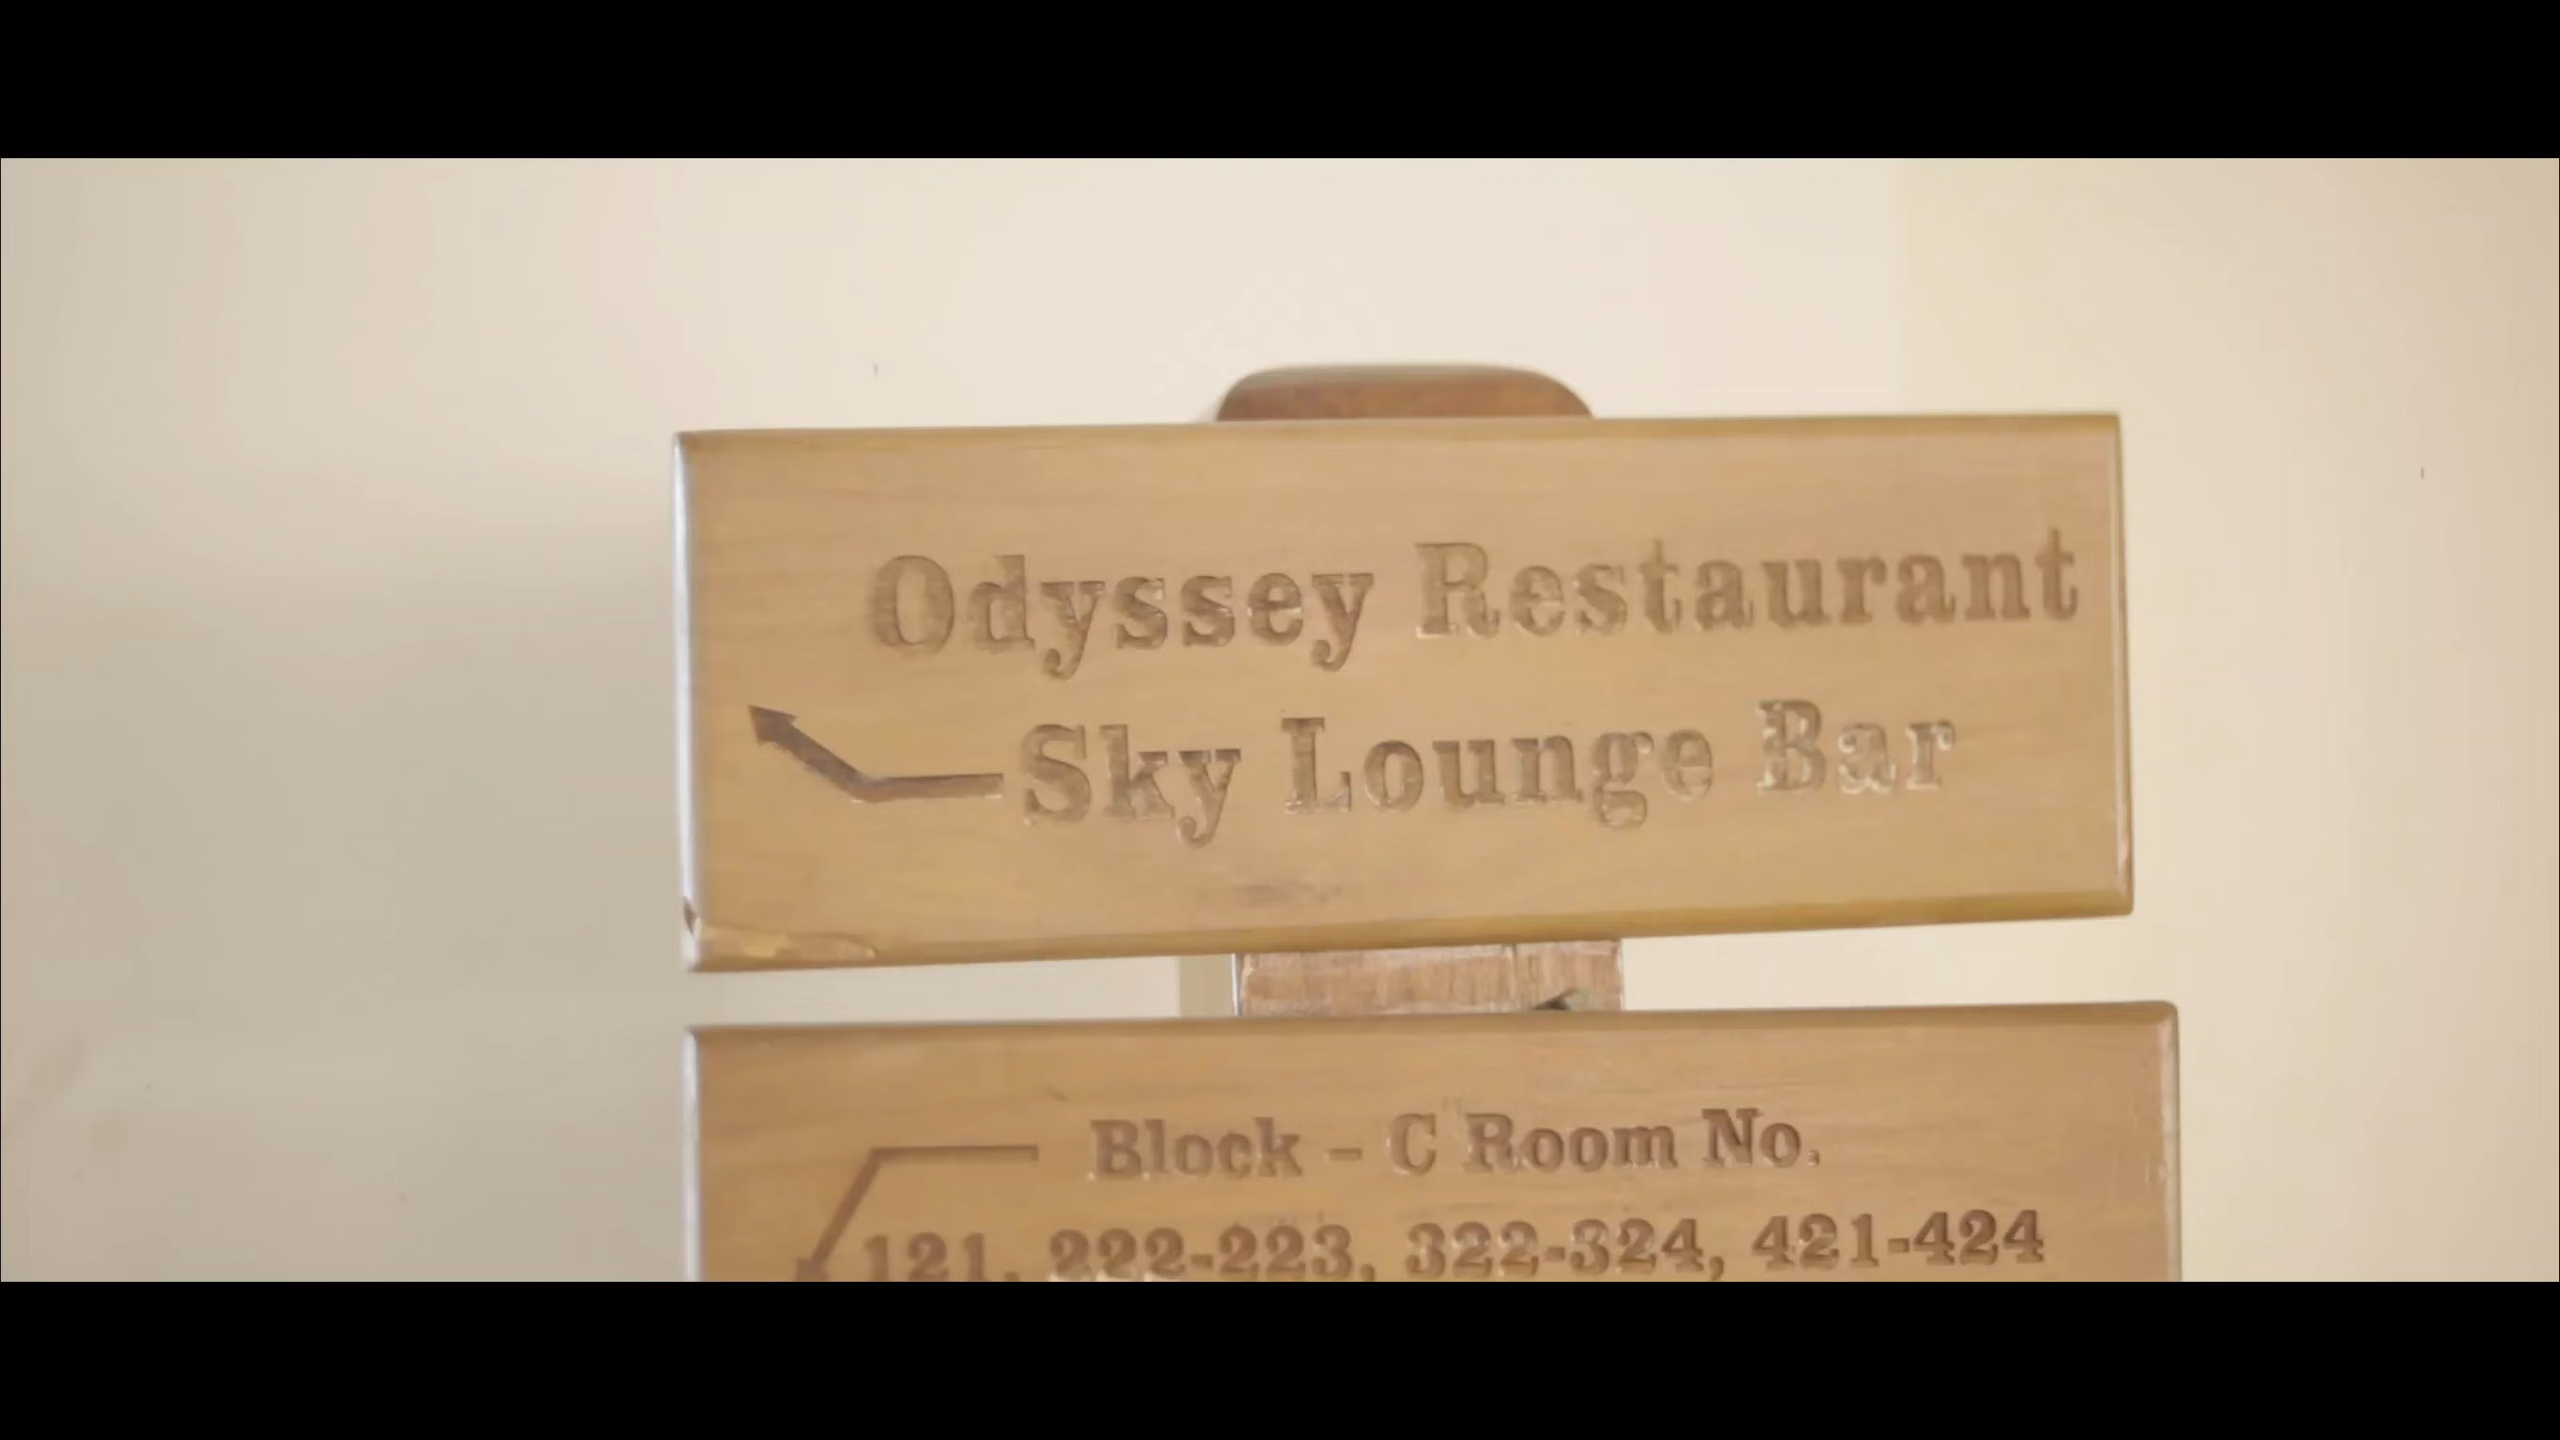 Odyssey Restaurant
Sky Lounge Bar
Block - C Room No.
121, 222-223, 322-324, 421-424